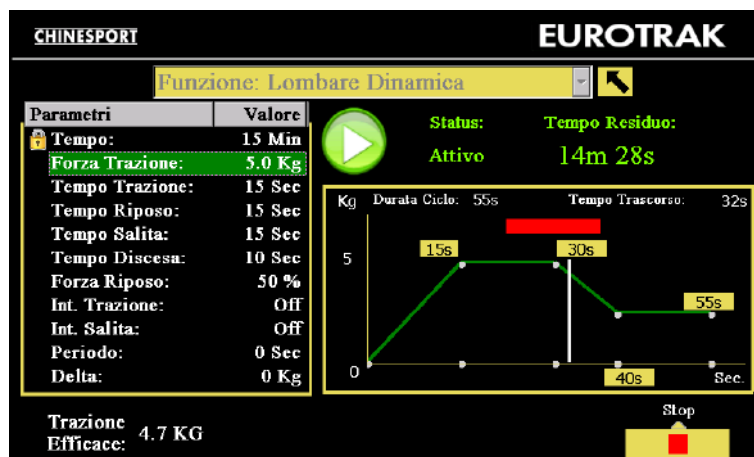 CHINESPORT
EUROTRAK
Funzione: Lombare Dinamica
Parametri Valore
Tempo: 15 Min
Forza Trazione: 5.0 Kg
Tempo Trazione: 15 Sec
Tempo Riposo: 15 Sec
Tempo Salita: 15 Sec
Tempo Discesa: 10 Sec
Forza Riposo: 50 %
Int. Trazione: Off
Int. Salita: Off
Periodo: 0 Sec
Delta: 0 Kg
Status: Tempo Residuo:
Attivo 14m 28s
Kg Durata Ciclo: 55s Tempo Trascorso: 32s
15s 30s
5
55s
0 40s Sec.
Trazione
Efficace: 4.7 KG
Stop